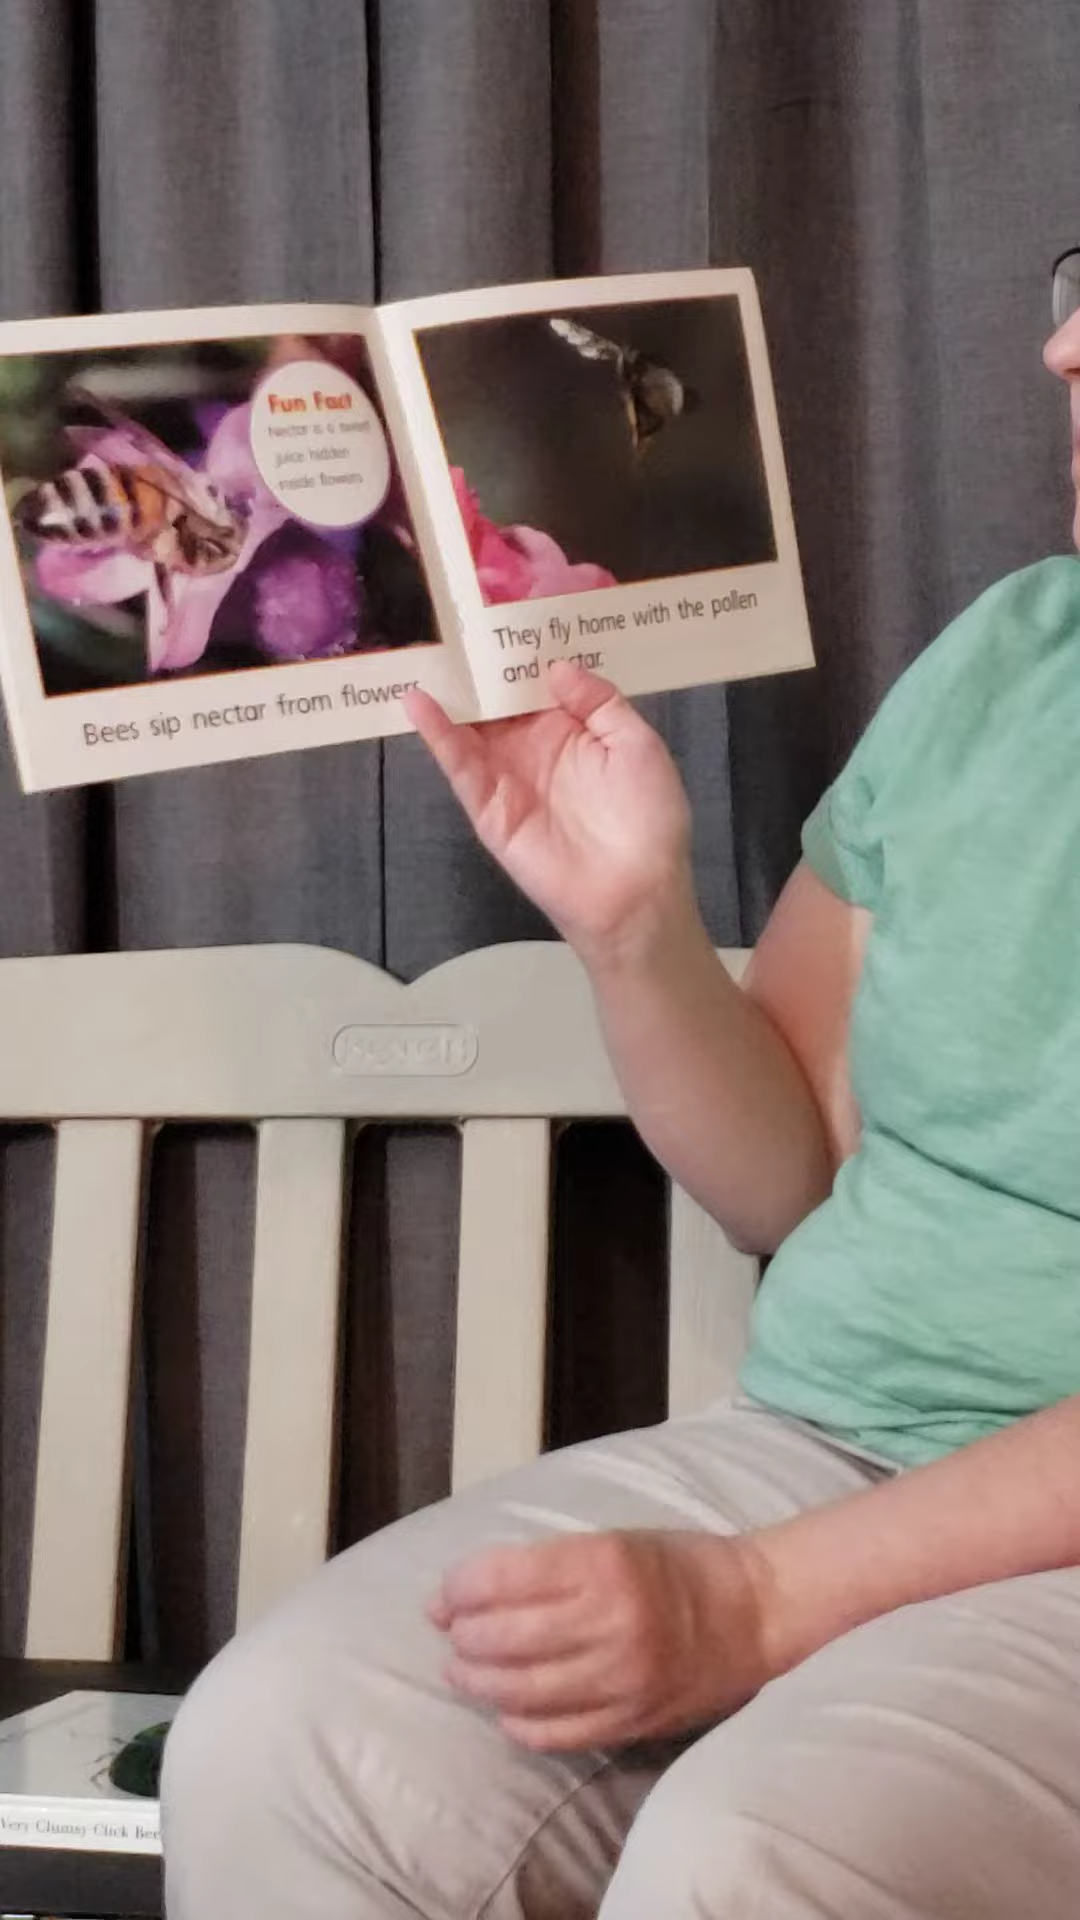 Fun Fact
Nectar is a sweet
juice hidden
inside flowers
Bees sip nectar from flowers
They fly home with the pollen
and
Very Clumsy Click